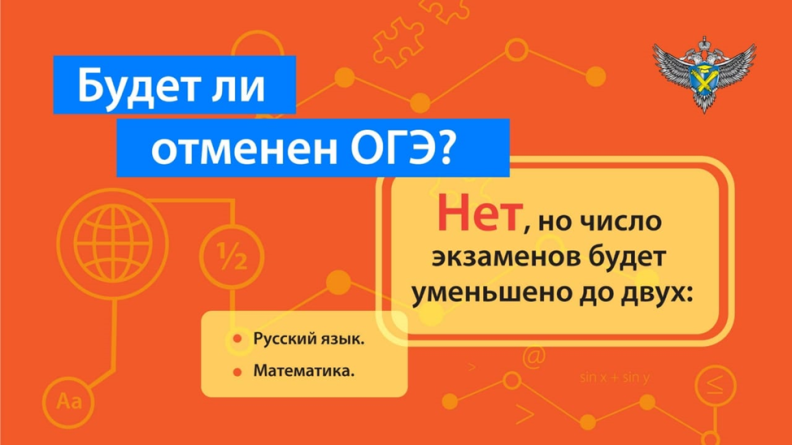 Будет ли
отменен ОГЭ?
Нет, но число
экзаменов будет
уменьшено до двух:
½
• Русский язык.
• Математика.
Aa
@
>
>
sin x + sin y
≤